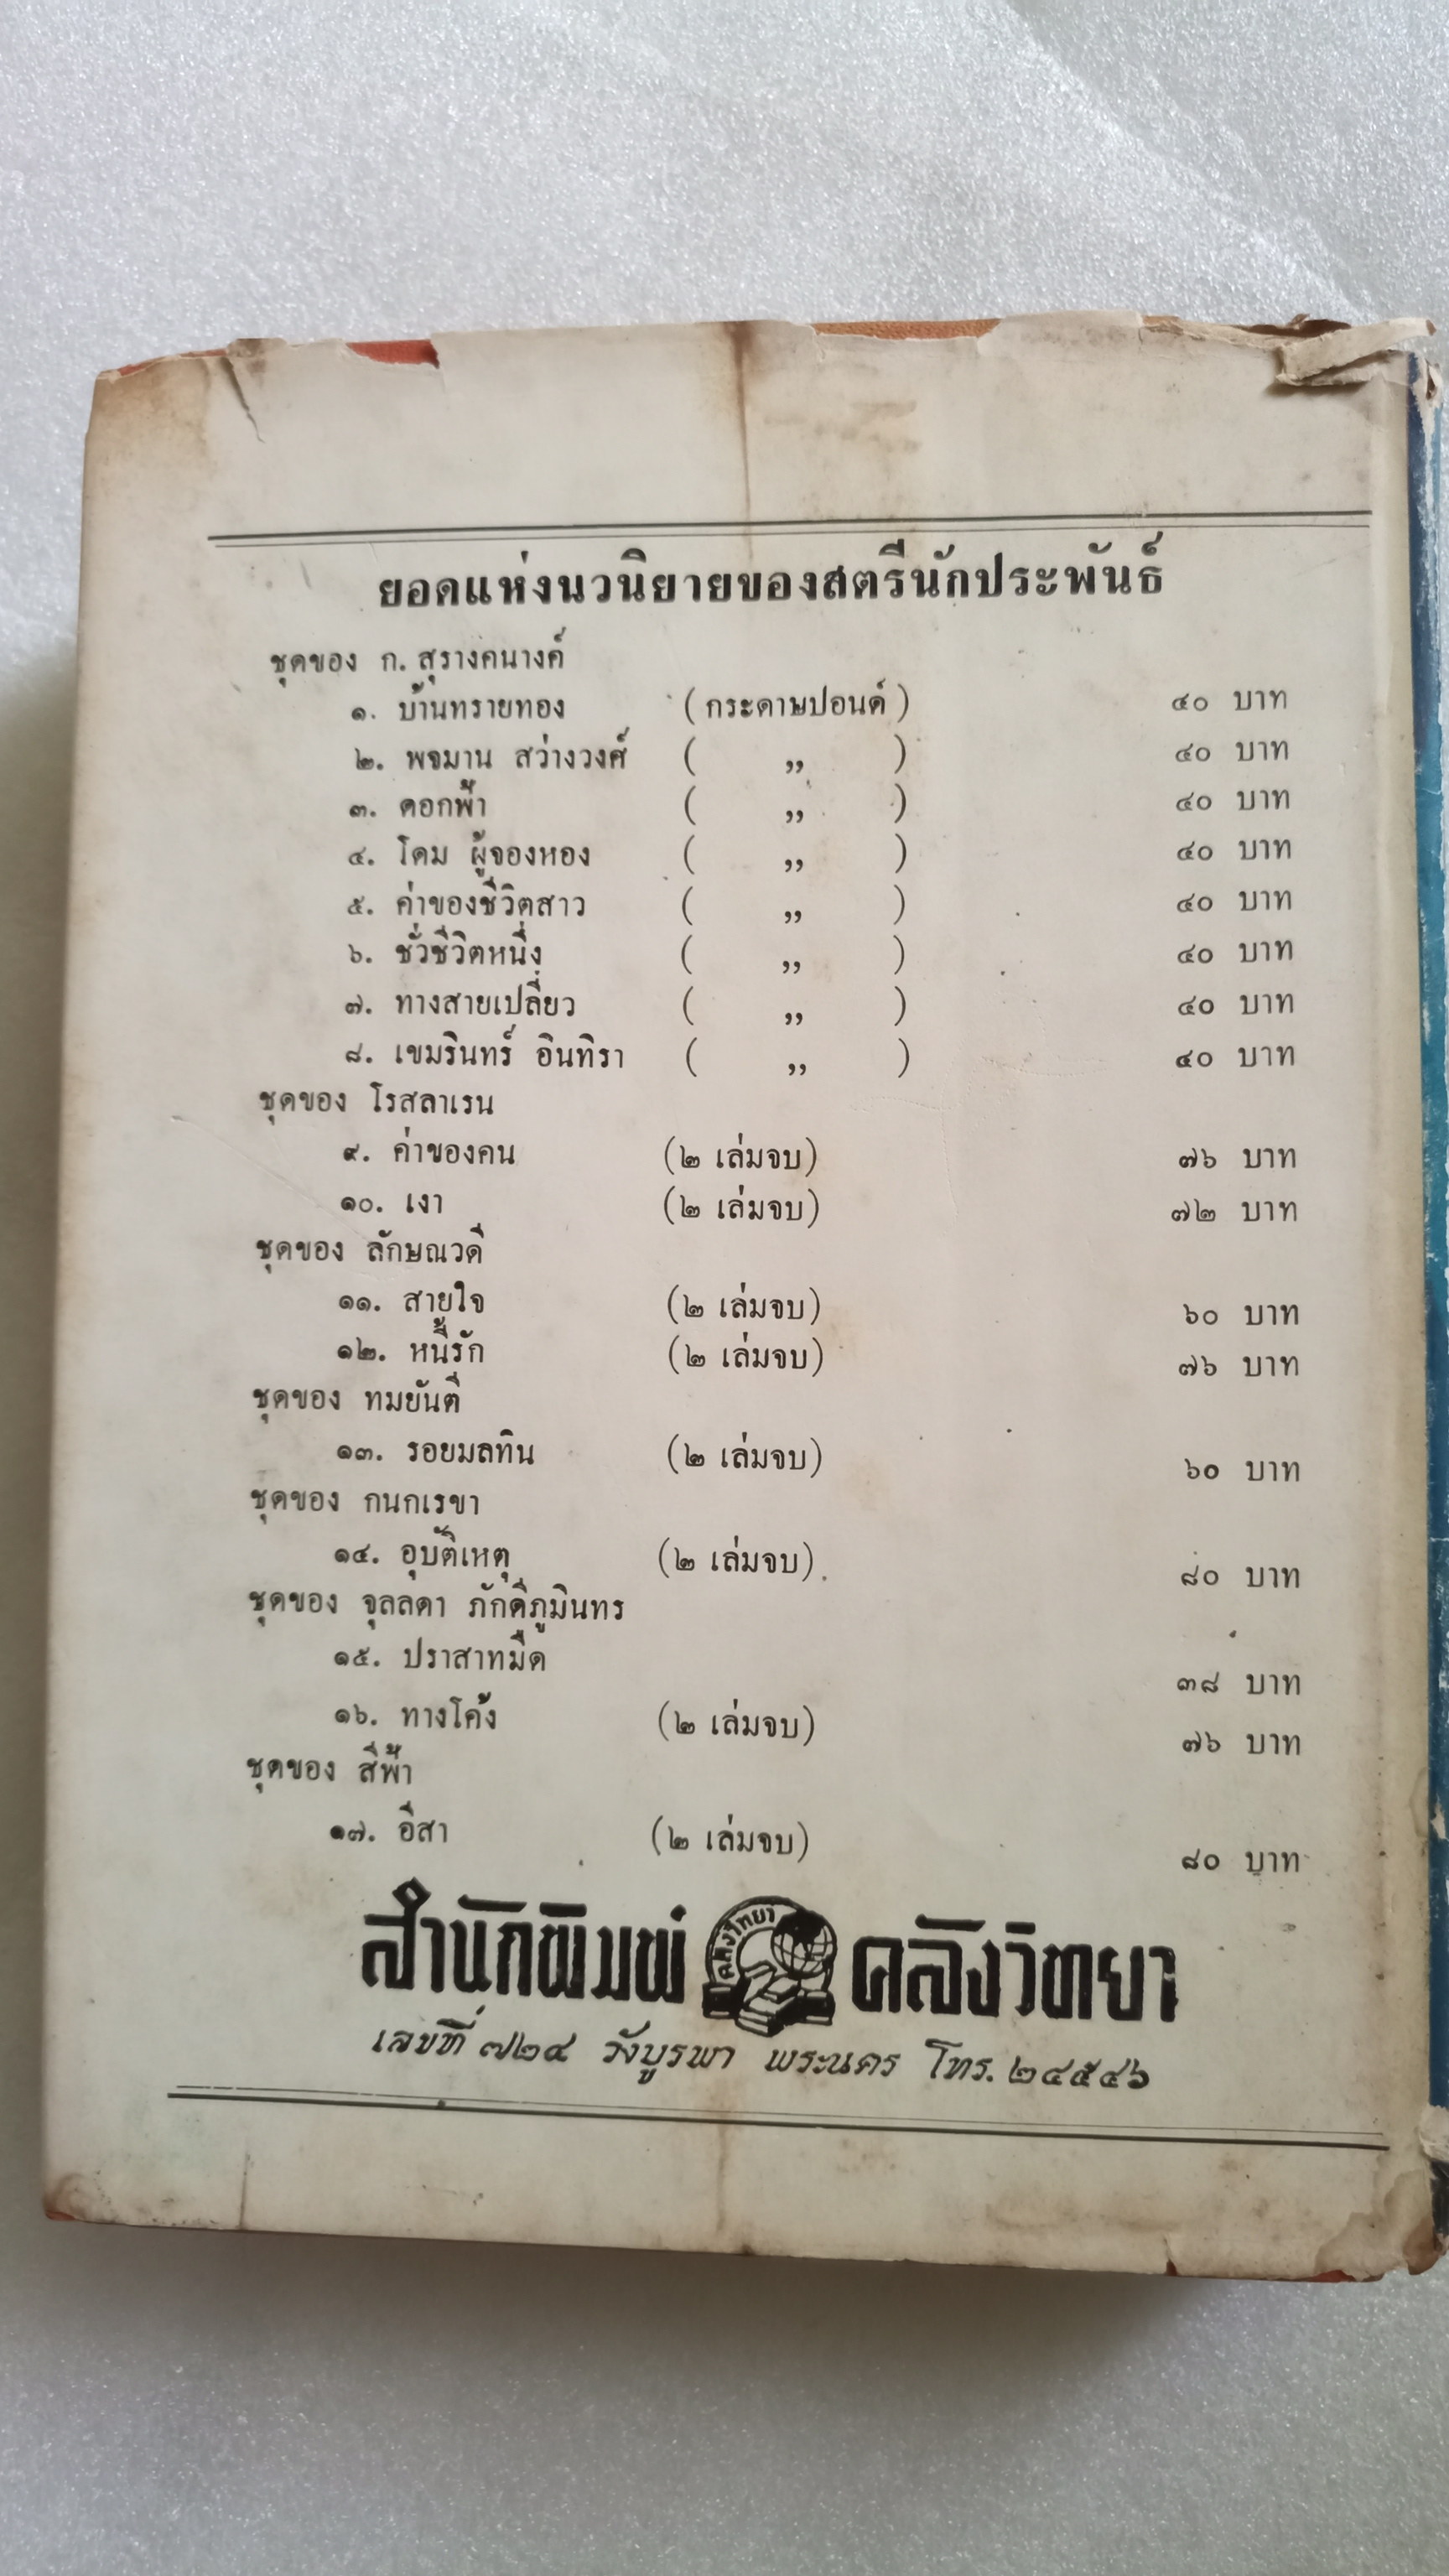 ยอดแห่งนวนิยายของสตรีนักประพันธ์
ชุดของ ก. สุรางคนางค์
๑. บ้านทรายทอง (กระดาษปอนด์) ๔๐ บาท
๒. พจมาน สว่างวงศ์ ( „ ) ๔๐ บาท
๓. ดอกฟ้า ( „ ) ๔๐ บาท
๔. โดม ผู้จองหอง ( „ ) ๔๐ บาท
๕. ค่าของชีวิตสาว ( „ ) ๔๐ บาท
๖. ชั่วชีวิตหนึ่ง ( „ ) ๔๐ บาท
๗. ทางสายเปลี่ยว ( „ ) ๔๐ บาท
๘. เขมรินทร์ อินทิรา ( „ ) ๔๐ บาท
ชุดของ โรสลาเรน
๙. ค่าของคน (๒ เล่มจบ) ๗๖ บาท
๑๐. เงา (๒ เล่มจบ) ๗๒ บาท
ชุดของ ลักษณวดี
๑๑. สายใจ (๒ เล่มจบ) ๖๐ บาท
๑๒. หนี้รัก (๒ เล่มจบ) ๗๖ บาท
ชุดของ ทมยันตี
๑๓. รอยมลทิน (๒ เล่มจบ) ๖๐ บาท
ชุดของ กนกเรขา
๑๔. อุบัติเหตุ (๒ เล่มจบ) ๘๐ บาท
ชุดของ จุลลดา ภักดีภูมินทร
๑๕. ปราสาทมืด ๓๘ บาท
๑๖. ทางโค้ง (๒ เล่มจบ) ๗๖ บาท
ชุดของ สีฟ้า
๑๗. อีสา (๒ เล่มจบ) ๘๐ บาท
สำนักพิมพ์ คลังวิทยา คลังวิทยา
เลขที่ ๗๒๔ วังบูรพา พระนคร โทร. ๒๔๕๔๖